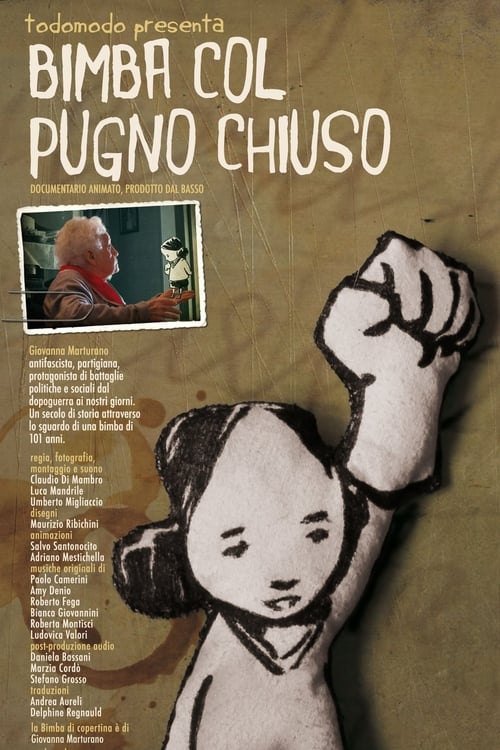 todomodo presenta
BIMBA COL
PUGNO CHIUSO
DOCUMENTARIO ANIMATO, PRODOTTO DAL BASSO
Giovanna Marturano
antifascista, partigiana,
protagonista di battaglie
politiche e sociali dal
dopoguerra ai nostri giorni.
Un secolo di storia attraverso
lo sguardo di una bimba di
101 anni.
regia, fotografia,
montaggio e suono
Claudio Di Mambro
Luca Mandrile
Umberto Migliaccio
disegni
Maurizio Ribichini
animazioni
Salvo Santonocito
Adriano Mestichella
musiche originali di
Paolo Camerini
Amy Denio
Roberto Fega
Bianca Giovannini
Roberta Montisci
Ludovica Valori
post-produzione audio
Daniela Bassani
Marzia Cordò
Stefano Grosso
traduzioni
Andrea Aureli
Delphine Regnauld
la Bimba di copertina è di
Giovanna Marturano